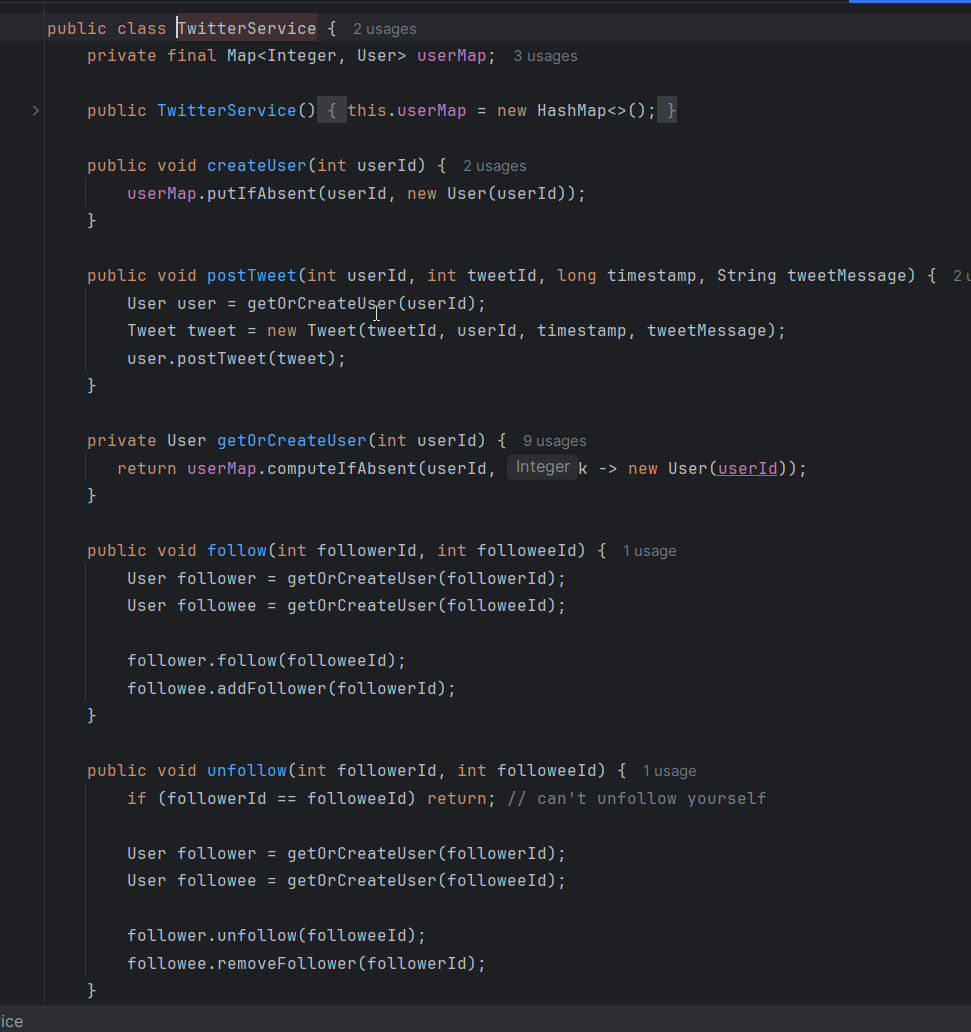 public class TwitterService { 2 usages
private final Map<Integer, User> userMap; 3 usages
public TwitterService() { this.userMap = new HashMap<>(); }
public void createUser(int userId) { 2 usages
userMap.putIfAbsent(userId, new User(userId));
}
public void postTweet(int userId, int tweetId, long timestamp, String tweetMessage) { 2 u
User user = getOrCreateUser(userId);
Tweet tweet = new Tweet(tweetId, userId, timestamp, tweetMessage);
user.postTweet(tweet);
}
private User getOrCreateUser(int userId) { 9 usages
return userMap.computeIfAbsent(userId, Integer k -> new User(userId));
}
public void follow(int followerId, int followeeId) { 1 usage
User follower = getOrCreateUser(followerId);
User followee = getOrCreateUser(followeeId);
follower.follow(followeeId);
followee.addFollower(followerId);
}
public void unfollow(int followerId, int followeeId) { 1 usage
if (followerId == followeeId) return; // can't unfollow yourself
User follower = getOrCreateUser(followerId);
User followee = getOrCreateUser(followeeId);
follower.unfollow(followeeId);
followee.removeFollower(followerId);
}
ice